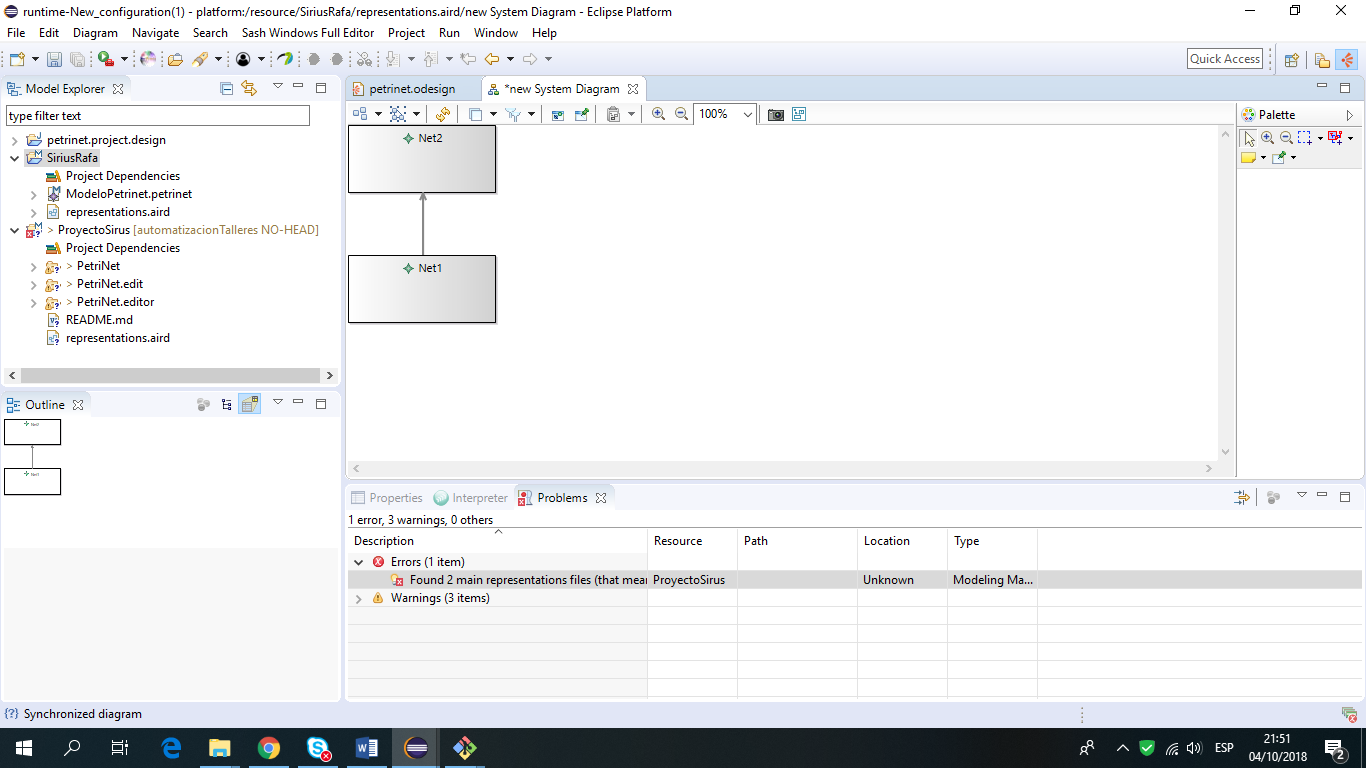 runtime-New_configuration(1) - platform:/resource/SiriusRafa/representations.aird/new System Diagram - Eclipse Platform
File Edit Diagram Navigate Search Sash Windows Full Editor Project Run Window Help
Quick Access
Model Explorer
petrinet.odesign
*new System Diagram
type filter text
100%
Palette
petrinet.project.design
SiriusRafa
Project Dependencies
ModeloPetrinet.petrinet
representations.aird
> ProyectoSirus [automatizacionTalleres NO-HEAD]
Project Dependencies
> PetriNet
> PetriNet.edit
> PetriNet.editor
README.md
representations.aird
Net2
Net1
Outline
Net2
Net1
Properties Interpreter Problems
1 error, 3 warnings, 0 others
Description Resource Path Location Type
Errors (1 item)
Found 2 main representations files (that mear ProyectoSirus Unknown Modeling Ma...
Warnings (3 items)
Synchronized diagram
ESP
21:51
04/10/2018
2